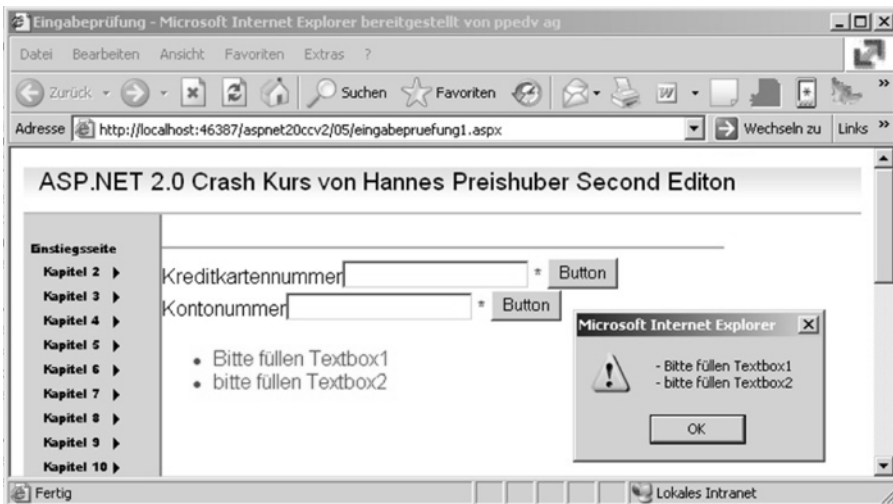 Eingabeprüfung - Microsoft Internet Explorer bereitgestellt von ppedv ag
Datei Bearbeiten Ansicht Favoriten Extras ?
Zurück Suchen Favoriten W »
Adresse http://localhost:46387/aspnet20ccv2/05/eingabepruefung1.aspx Wechseln zu Links »
ASP.NET 2.0 Crash Kurs von Hannes Preishuber Second Editon
Einstiegsseite
Kapitel 2
Kapitel 3
Kapitel 4
Kapitel 5
Kapitel 6
Kapitel 7
Kapitel 8
Kapitel 9
Kapitel 10
Kreditkartennummer * Button
Kontonummer * Button
• Bitte füllen Textbox1
• bitte füllen Textbox2
Microsoft Internet Explorer
- Bitte füllen Textbox1
- bitte füllen Textbox2
OK
Fertig Lokales Intranet